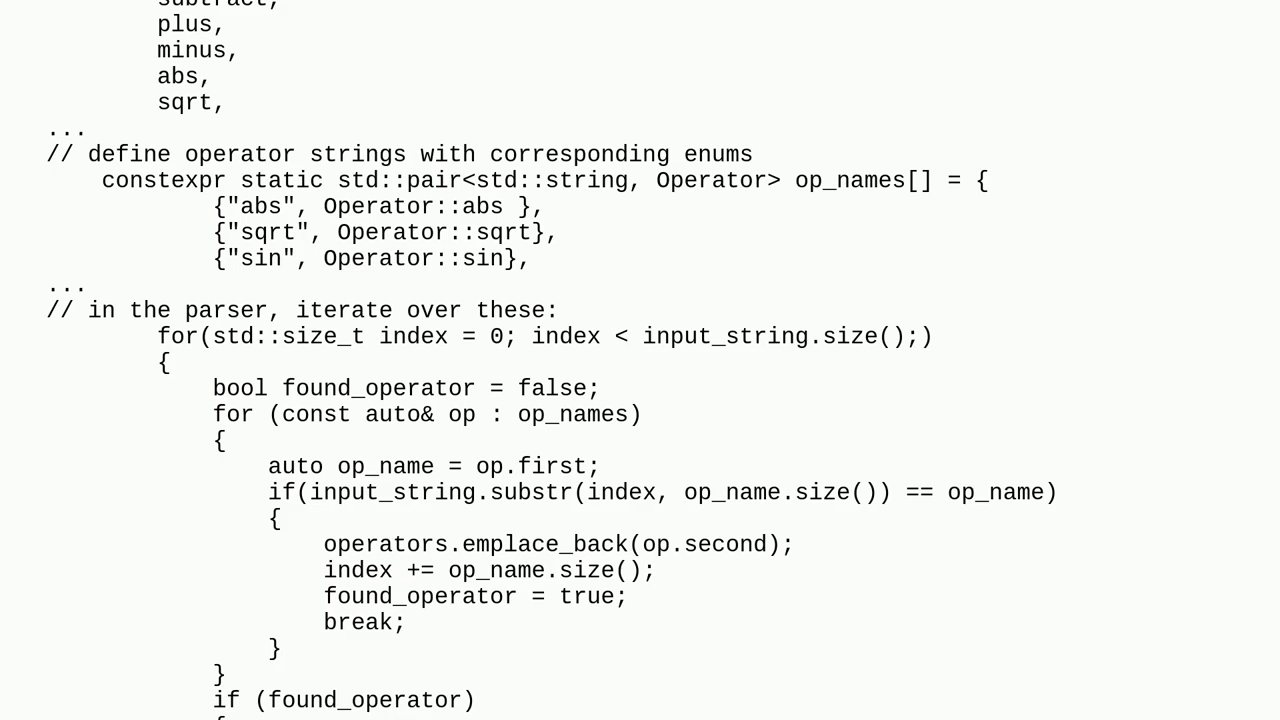 subtract,
plus,
minus,
abs,
sqrt,
...
// define operator strings with corresponding enums
constexpr static std::pair<std::string, Operator> op_names[] = {
{"abs", Operator::abs },
{"sqrt", Operator::sqrt},
{"sin", Operator::sin},
...
// in the parser, iterate over these:
for(std::size_t index = 0; index < input_string.size();)
{
bool found_operator = false;
for (const auto& op : op_names)
{
auto op_name = op.first;
if(input_string.substr(index, op_name.size()) == op_name)
{
operators.emplace_back(op.second);
index += op_name.size();
found_operator = true;
break;
}
}
if (found_operator)
{